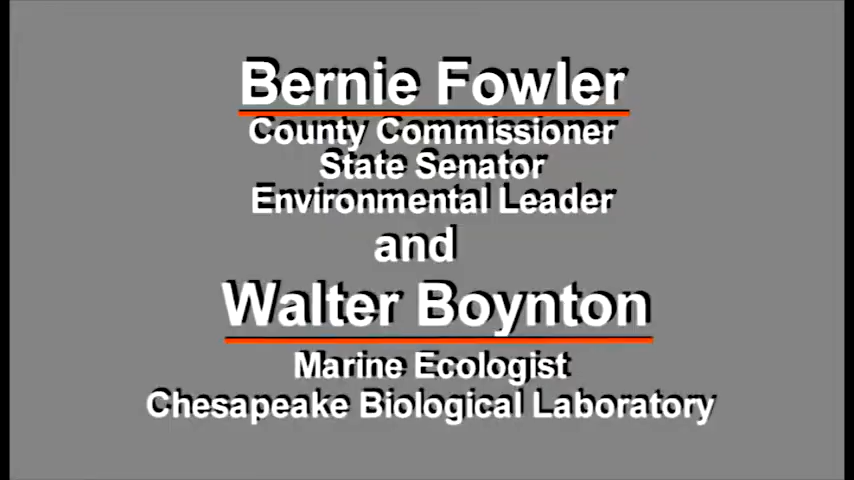 Bernie Fowler
County Commissioner
State Senator
Environmental Leader
and
Walter Boynton
Marine Ecologist
Chesapeake Biological Laboratory